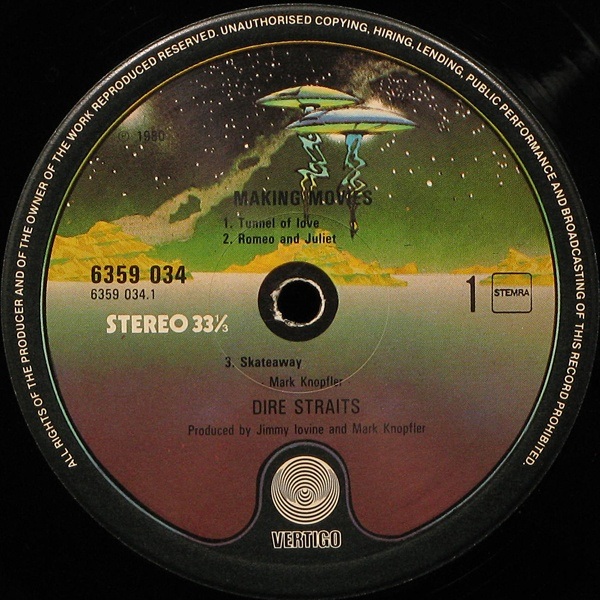 ALL RIGHTS OF THE PRODUCER AND OF THE OWNER OF THE WORK REPRODUCED RESERVED. UNAUTHORISED COPYING, HIRING, LENDING, PUBLIC PERFORMANCE AND BROADCASTING OF THIS RECORD PROHIBITED.
℗ 1980
MAKING MOVIES
1. Tunnel of love
2. Romeo and Juliet
6359 034
6359 034.1
1
STEMRA
STEREO 33⅓
3. Skateaway
Mark Knopfler
DIRE STRAITS
Produced by Jimmy Iovine and Mark Knopfler
VERTIGO